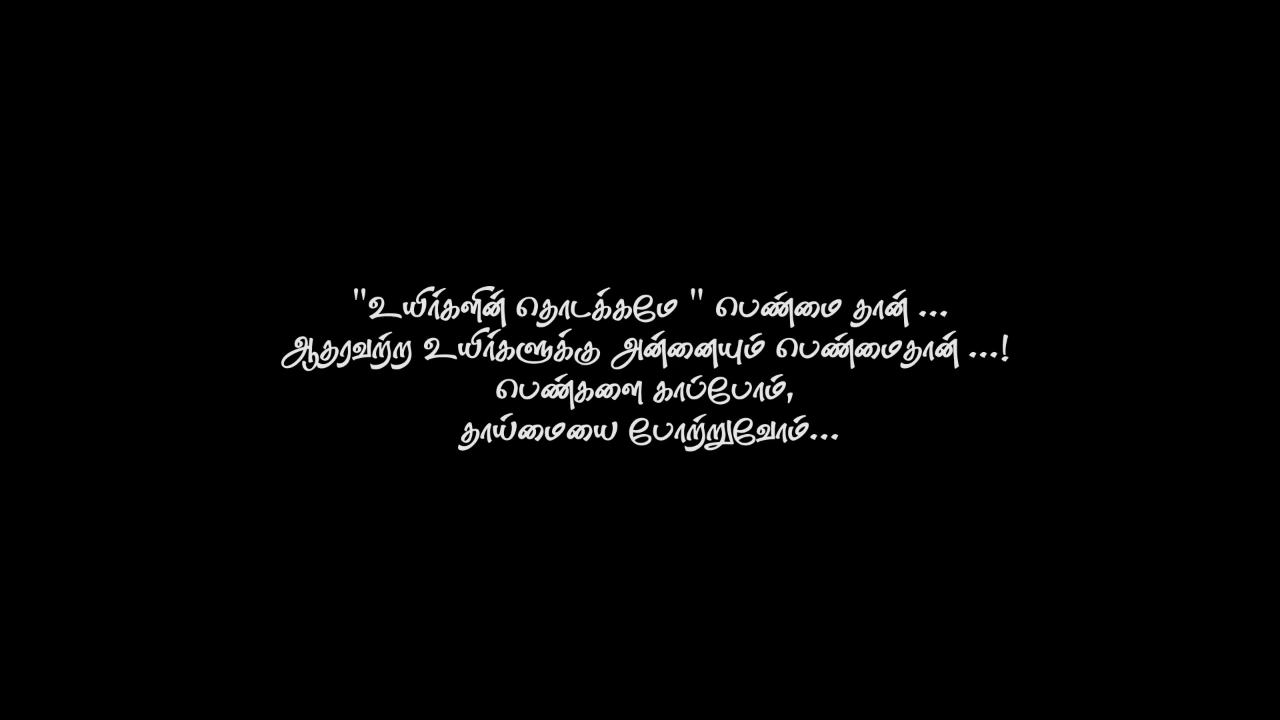 "உயிர்களின் தொடக்கமே " பெண்மை தான் ...
ஆதரவற்ற உயிர்களுக்கு அன்னையும் பெண்மைதான் ...!
பெண்களை காப்போம்,
தாய்மையை போற்றுவோம்...